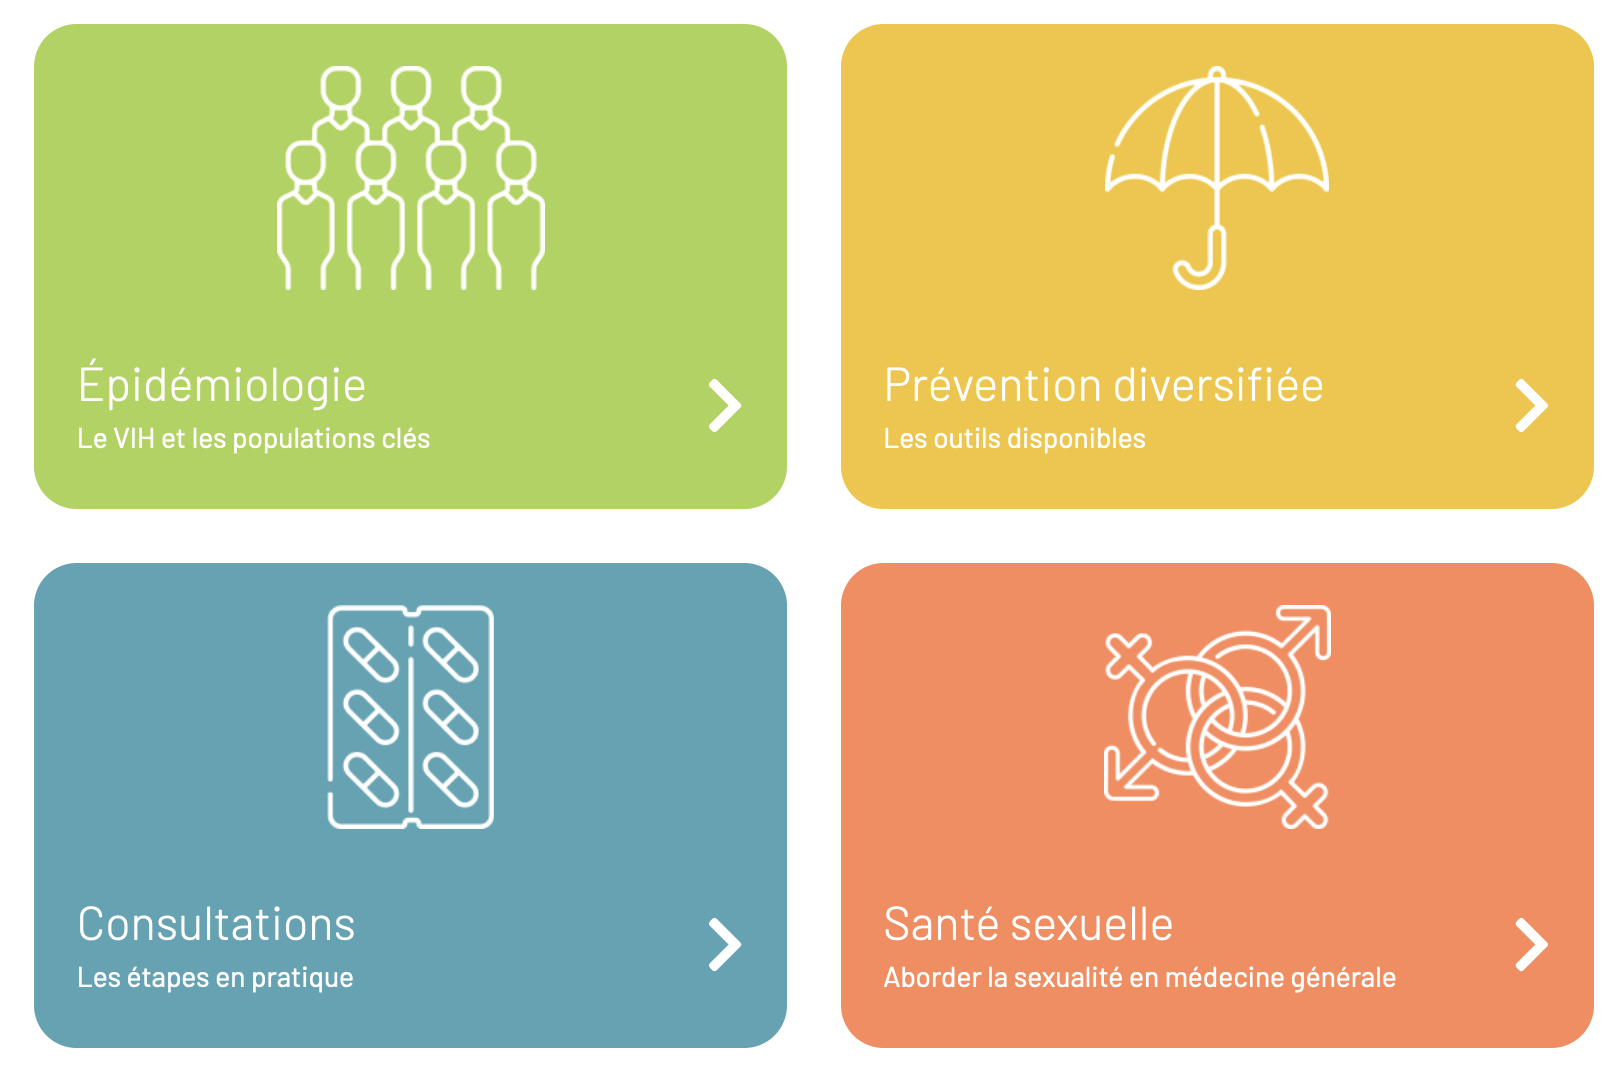 Épidémiologie
Le VIH et les populations clés
Prévention diversifiée
Les outils disponibles
Consultations
Les étapes en pratique
Santé sexuelle
Aborder la sexualité en médecine générale